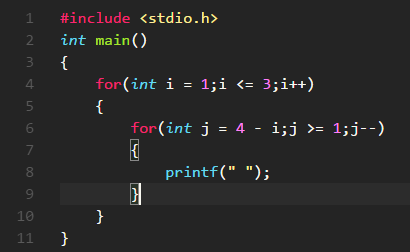 1 #include <stdio.h>
2 int main()
3 {
4     for(int i = 1;i <= 3;i++)
5     {
6         for(int j = 4 - i;j >= 1;j--)
7         {
8             printf(" ");
9         }
10     }
11 }